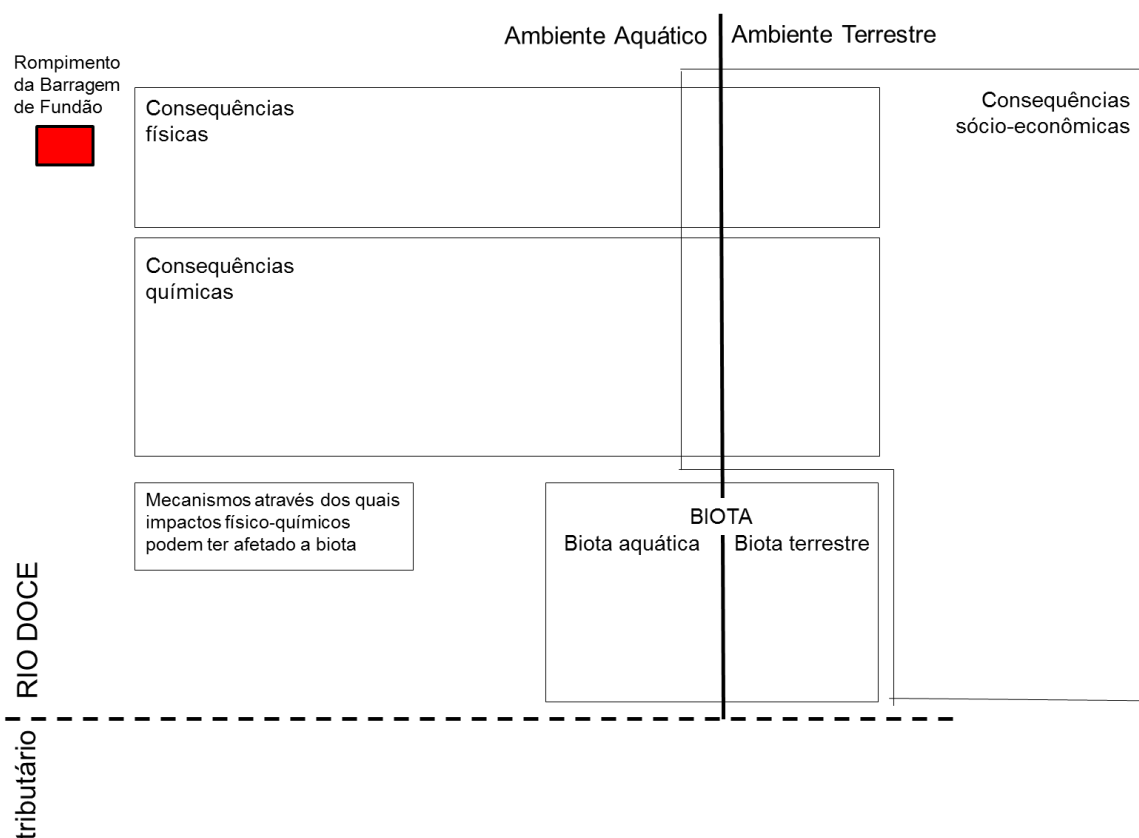 Ambiente Aquático
Ambiente Terrestre
Rompimento
da Barragem
de Fundão
Consequências
físicas
Consequências
sócio-econômicas
Consequências
químicas
Mecanismos através dos quais
impactos físico-químicos
podem ter afetado a biota
BIOTA
Biota aquática
Biota terrestre
RIO DOCE
tributário